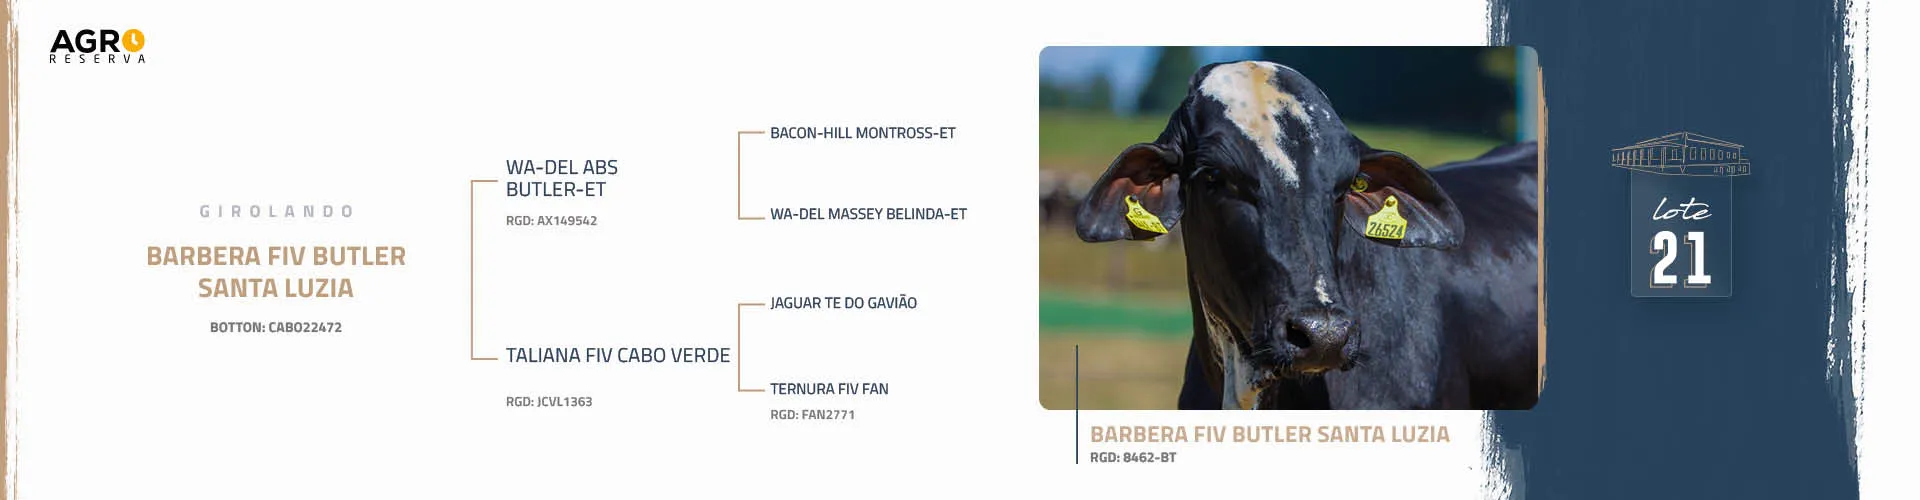 AGRO
RESERVA
GIROLANDO
BARBERA FIV BUTLER
SANTA LUZIA
BOTTON: CABO22472
WA-DEL ABS
BUTLER-ET
RGD: AX149542
TALIANA FIV CABO VERDE
RGD: JCVL1363
BACON-HILL MONTROSS-ET
WA-DEL MASSEY BELINDA-ET
JAGUAR TE DO GAVIÃO
TERNURA FIV FAN
RGD: FAN2771
26524
BARBERA FIV BUTLER SANTA LUZIA
RGD: 8462-BT
lote
21